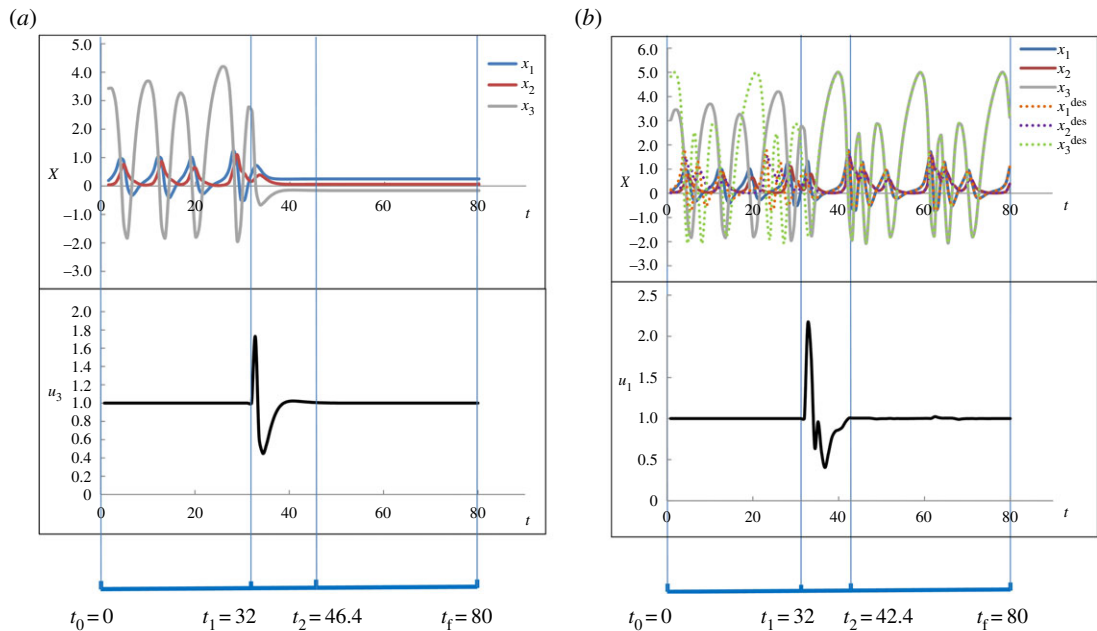 (a)
5.0
4.0
3.0
2.0
1.0
0
−1.0
−2.0
−3.0
X
20
40
60
80
t
x1
x2
x3
2.0
1.8
1.6
1.4
1.2
1.0
0.8
0.6
0.4
0.2
0
u3
0
20
40
60
80
t
t0 = 0
t1 = 32
t2 = 46.4
tf = 80
(b)
6.0
5.0
4.0
3.0
2.0
1.0
0
−1.0
−2.0
−3.0
X
0
20
40
60
80
t
x1
x2
x3
x1des
x2des
x3des
2.5
2.0
1.5
1.0
0.5
0
u1
0
20
40
60
80
t
t0 = 0
t1 = 32
t2 = 42.4
tf = 80